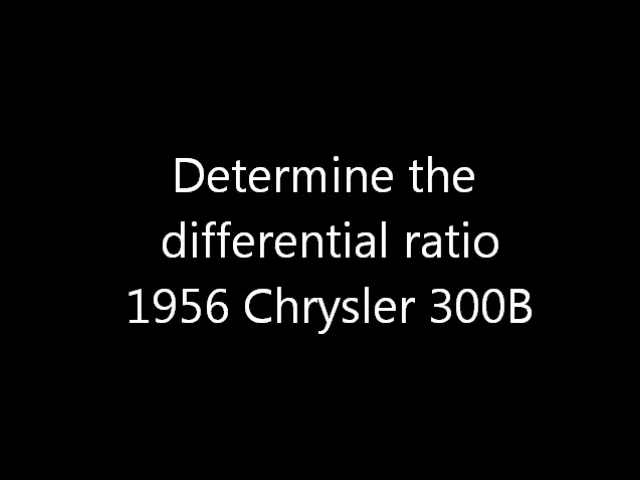 Determine the
differential ratio
1956 Chrysler 300B